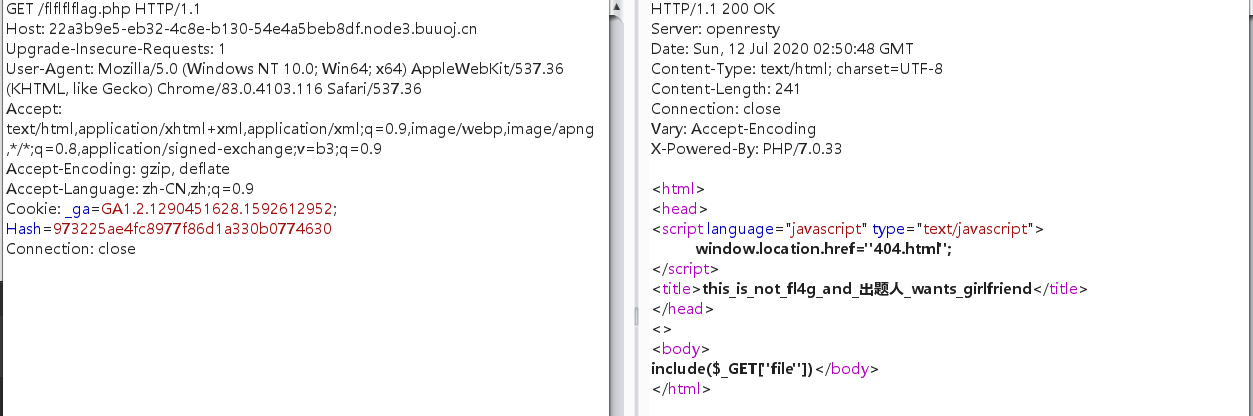 GET /flflflflag.php HTTP/1.1
Host: 22a3b9e5-eb32-4c8e-b130-54e4a5beb8df.node3.buuoj.cn
Upgrade-Insecure-Requests: 1
User-Agent: Mozilla/5.0 (Windows NT 10.0; Win64; x64) AppleWebKit/537.36
(KHTML, like Gecko) Chrome/83.0.4103.116 Safari/537.36
Accept:
text/html,application/xhtml+xml,application/xml;q=0.9,image/webp,image/apng
,*/*;q=0.8,application/signed-exchange;v=b3;q=0.9
Accept-Encoding: gzip, deflate
Accept-Language: zh-CN,zh;q=0.9
Cookie: _ga=GA1.2.1290451628.1592612952;
Hash=973225ae4fc8977f86d1a330b0774630
Connection: close
HTTP/1.1 200 OK
Server: openresty
Date: Sun, 12 Jul 2020 02:50:48 GMT
Content-Type: text/html; charset=UTF-8
Content-Length: 241
Connection: close
Vary: Accept-Encoding
X-Powered-By: PHP/7.0.33
<html>
<head>
<script language="javascript" type="text/javascript">
window.location.href="404.html";
</script>
<title>this_is_not_fl4g_and_出题人_wants_girlfriend</title>
</head>
<>
<body>
include($_GET["file"])</body>
</html>